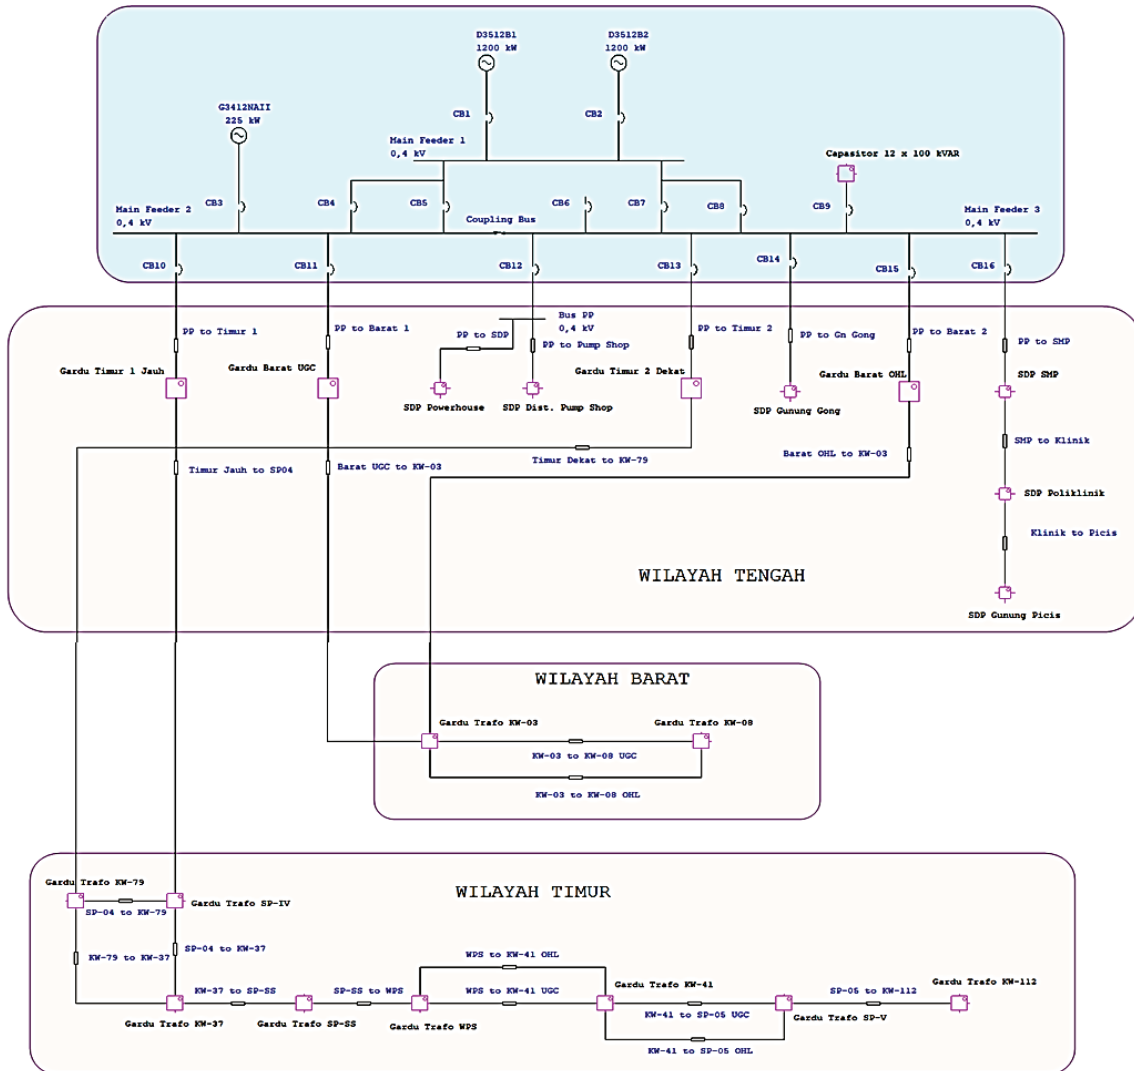 D3512B1
1200 kW
D3512B2
1200 kW
G3412NAII
225 kW
CB1
CB2
Main Feeder 1
0,4 kV
Capasitor 12 x 100 kVAR
Main Feeder 2
0,4 kV
CB3
CB4
CB5
CB6
CB7
CB8
CB9
Coupling Bus
Main Feeder 3
0,4 kV
CB10
CB11
CB12
CB13
CB14
CB15
CB16
Bus PP
0,4 kV
PP to Timur 1
PP to Barat 1
PP to SDP
PP to Pump Shop
PP to Timur 2
PP to Gn Gong
PP to Barat 2
PP to SMP
Gardu Timur 1 Jauh
Gardu Barat UGC
Gardu Timur 2 Dekat
Gardu Barat OHL
SDP SMP
SDP Powerhouse
SDP Dist. Pump Shop
SDP Gunung Gong
SMP to Klinik
Timur Jauh to SP04
Barat UGC to KW-03
Timur Dekat to KW-79
Barat OHL to KW-03
SDP Poliklinik
Klinik to Picis
WILAYAH TENGAH
SDP Gunung Picis
WILAYAH BARAT
Gardu Trafo KW-03
Gardu Trafo KW-08
KW-03 to KW-08 UGC
KW-03 to KW-08 OHL
WILAYAH TIMUR
Gardu Trafo KW-79
Gardu Trafo SP-IV
SP-04 to KW-79
SP-04 to KW-37
KW-79 to KW-37
WPS to KW-41 OHL
KW-37 to SP-SS
SP-SS to WPS
WPS to KW-41 UGC
Gardu Trafo KW-41
SP-05 to KW-112
Gardu Trafo KW-112
Gardu Trafo KW-37
Gardu Trafo SP-SS
Gardu Trafo WPS
KW-41 to SP-05 UGC
Gardu Trafo SP-V
KW-41 to SP-05 OHL